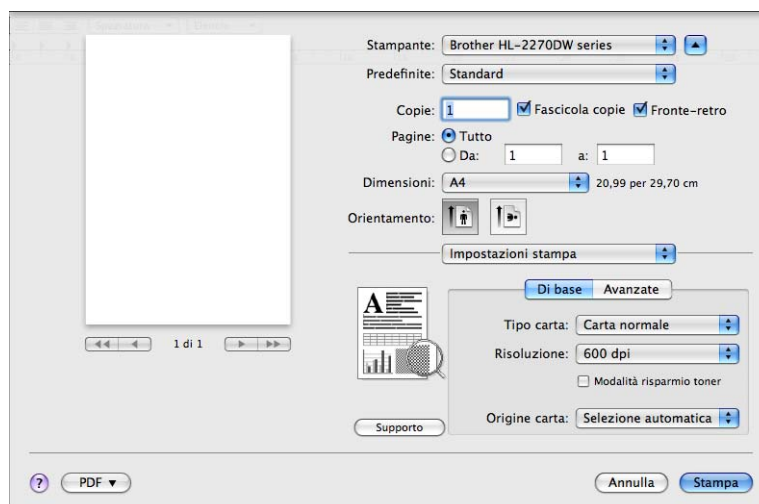 Stampante: Brother HL-2270DW series
Predefinite: Standard
Copie: 1 Fascicola copie Fronte-retro
Pagine: Tutto
Da: 1 a: 1
Dimensioni: A4 20,99 per 29,70 cm
Orientamento:
Impostazioni stampa
Di base Avanzate
Tipo carta: Carta normale
1 di 1
Risoluzione: 600 dpi
Modalità risparmio toner
Origine carta: Selezione automatica
Supporto
? PDF Annulla Stampa